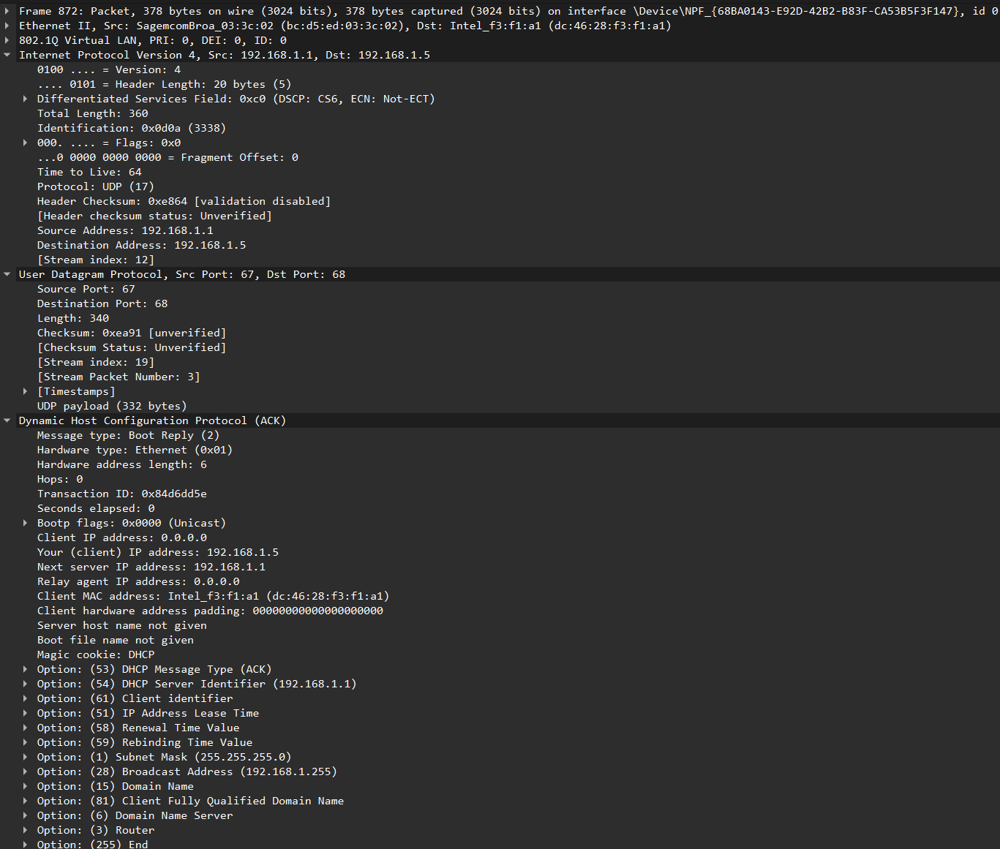 Frame 872: Packet, 378 bytes on wire (3024 bits), 378 bytes captured (3024 bits) on interface \Device\NPF_{68BA0143-E92D-42B2-B83F-CA53B5F3F147}, id 0
Ethernet II, Src: SagemcomBroa_03:3c:02 (bc:d5:ed:03:3c:02), Dst: Intel_f3:f1:a1 (dc:46:28:f3:f1:a1)
802.1Q Virtual LAN, PRI: 0, DEI: 0, ID: 0
Internet Protocol Version 4, Src: 192.168.1.1, Dst: 192.168.1.5
0100 .... = Version: 4
.... 0101 = Header Length: 20 bytes (5)
Differentiated Services Field: 0xc0 (DSCP: CS6, ECN: Not-ECT)
Total Length: 360
Identification: 0x0d0a (3338)
000. .... = Flags: 0x0
...0 0000 0000 0000 = Fragment Offset: 0
Time to Live: 64
Protocol: UDP (17)
Header Checksum: 0xe864 [validation disabled]
[Header checksum status: Unverified]
Source Address: 192.168.1.1
Destination Address: 192.168.1.5
[Stream index: 12]
User Datagram Protocol, Src Port: 67, Dst Port: 68
Source Port: 67
Destination Port: 68
Length: 340
Checksum: 0xea91 [unverified]
[Checksum Status: Unverified]
[Stream index: 19]
[Stream Packet Number: 3]
[Timestamps]
UDP payload (332 bytes)
Dynamic Host Configuration Protocol (ACK)
Message type: Boot Reply (2)
Hardware type: Ethernet (0x01)
Hardware address length: 6
Hops: 0
Transaction ID: 0x84d6dd5e
Seconds elapsed: 0
Bootp flags: 0x0000 (Unicast)
Client IP address: 0.0.0.0
Your (client) IP address: 192.168.1.5
Next server IP address: 192.168.1.1
Relay agent IP address: 0.0.0.0
Client MAC address: Intel_f3:f1:a1 (dc:46:28:f3:f1:a1)
Client hardware address padding: 00000000000000000000
Server host name not given
Boot file name not given
Magic cookie: DHCP
Option: (53) DHCP Message Type (ACK)
Option: (54) DHCP Server Identifier (192.168.1.1)
Option: (61) Client identifier
Option: (51) IP Address Lease Time
Option: (58) Renewal Time Value
Option: (59) Rebinding Time Value
Option: (1) Subnet Mask (255.255.255.0)
Option: (28) Broadcast Address (192.168.1.255)
Option: (15) Domain Name
Option: (81) Client Fully Qualified Domain Name
Option: (6) Domain Name Server
Option: (3) Router
Option: (255) End